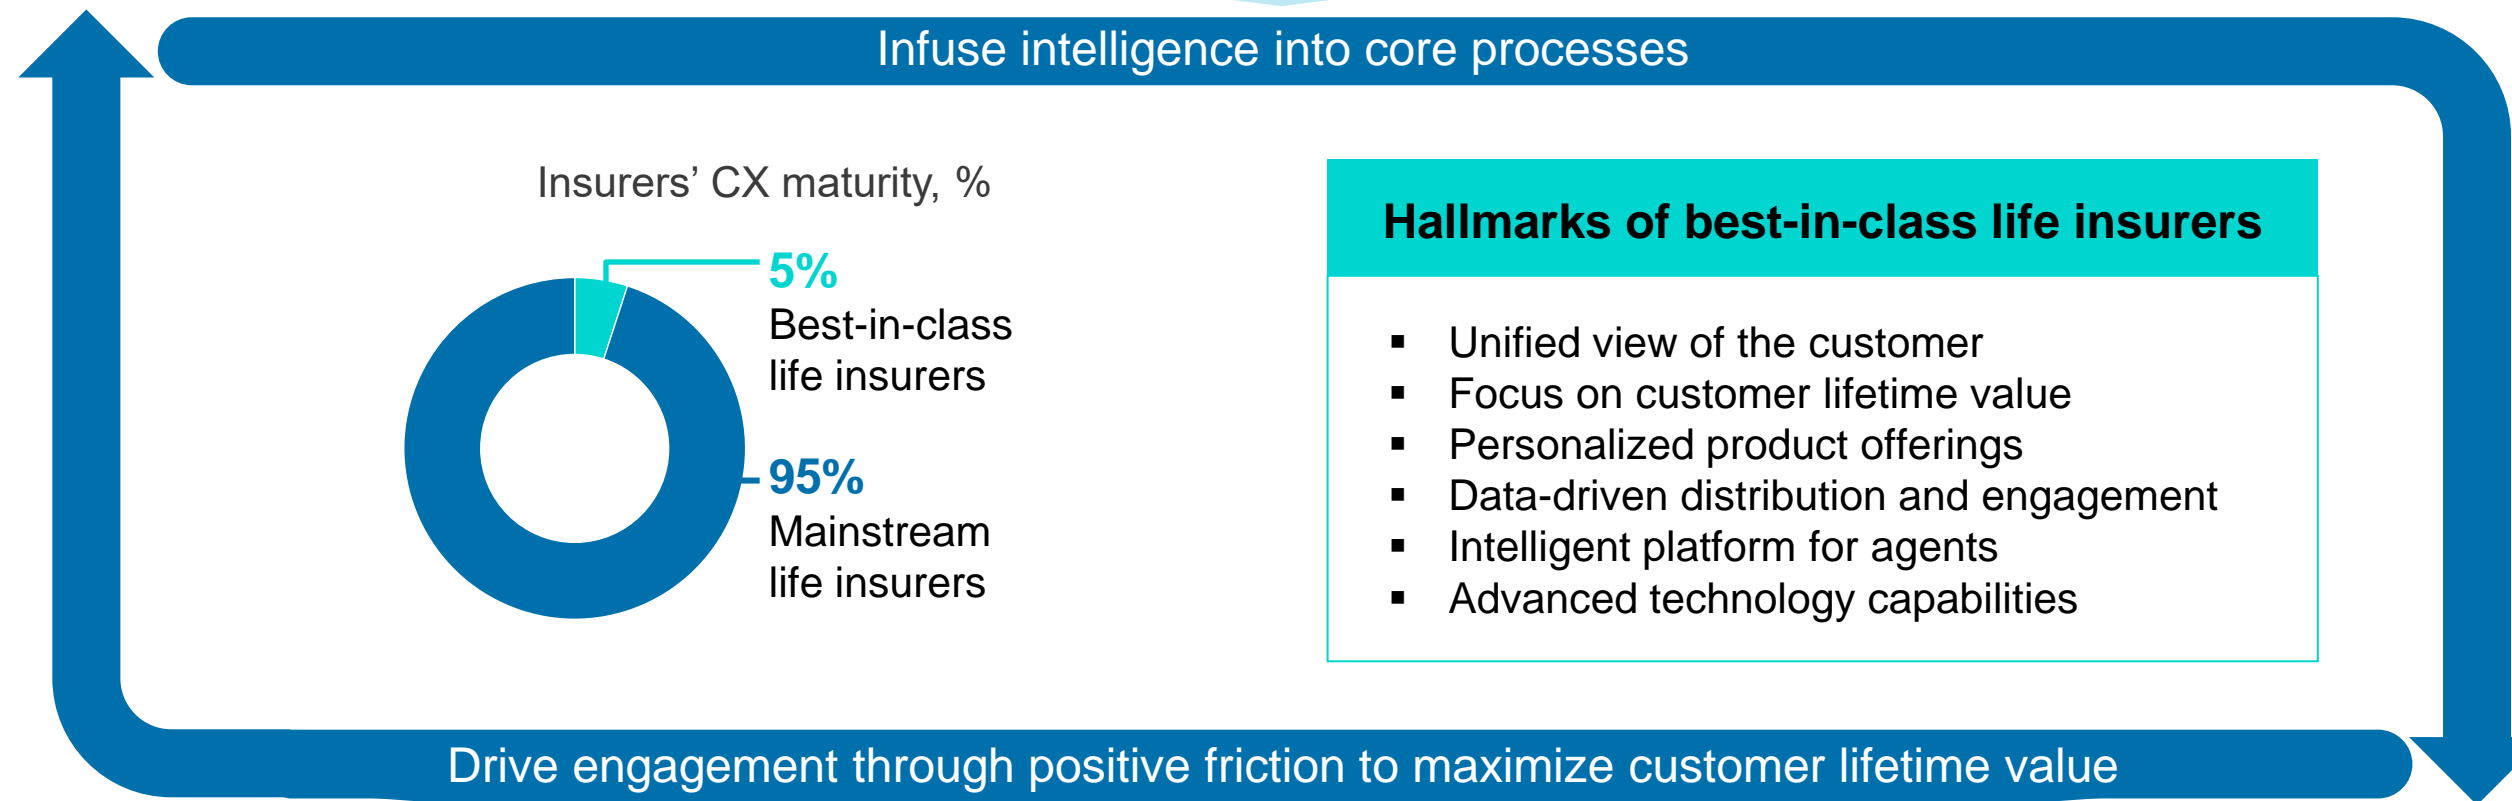 Infuse intelligence into core processes
Insurers’ CX maturity, %
5%
Best-in-class
life insurers
95%
Mainstream
life insurers
Hallmarks of best-in-class life insurers
▪ Unified view of the customer
▪ Focus on customer lifetime value
▪ Personalized product offerings
▪ Data-driven distribution and engagement
▪ Intelligent platform for agents
▪ Advanced technology capabilities
Drive engagement through positive friction to maximize customer lifetime value